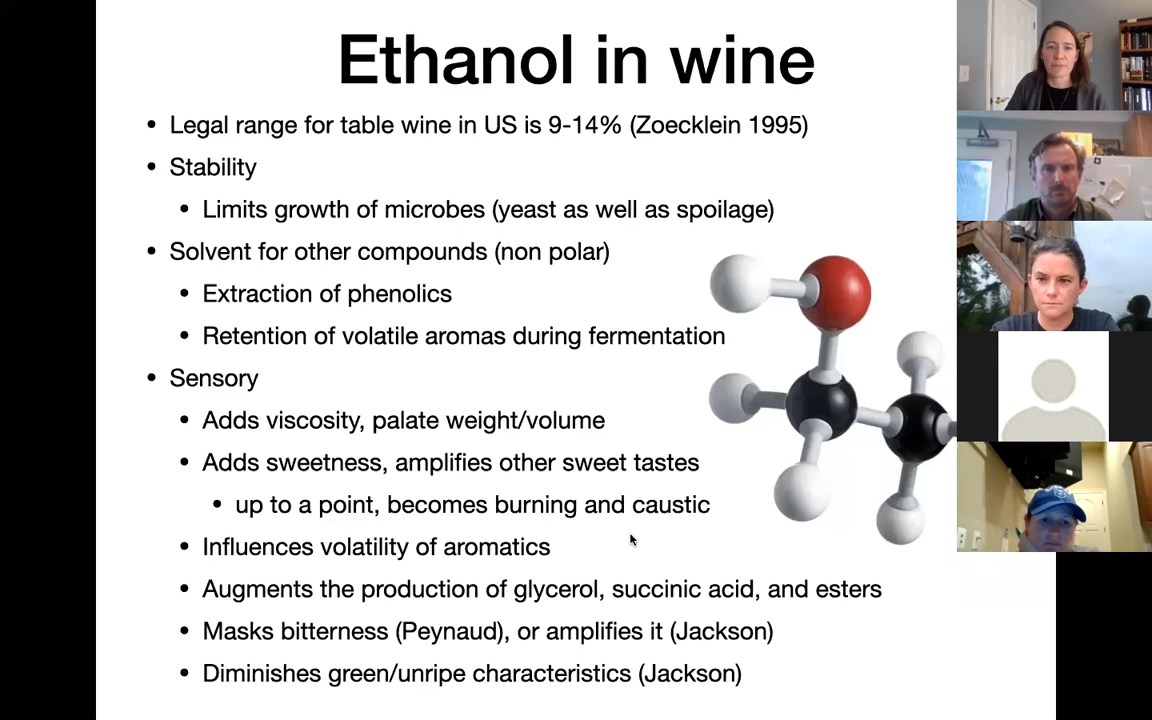 Ethanol in wine
• Legal range for table wine in US is 9-14% (Zoecklein 1995)
• Stability
• Limits growth of microbes (yeast as well as spoilage)
• Solvent for other compounds (non polar)
• Extraction of phenolics
• Retention of volatile aromas during fermentation
• Sensory
• Adds viscosity, palate weight/volume
• Adds sweetness, amplifies other sweet tastes
• up to a point, becomes burning and caustic
• Influences volatility of aromatics
• Augments the production of glycerol, succinic acid, and esters
• Masks bitterness (Peynaud), or amplifies it (Jackson)
• Diminishes green/unripe characteristics (Jackson)